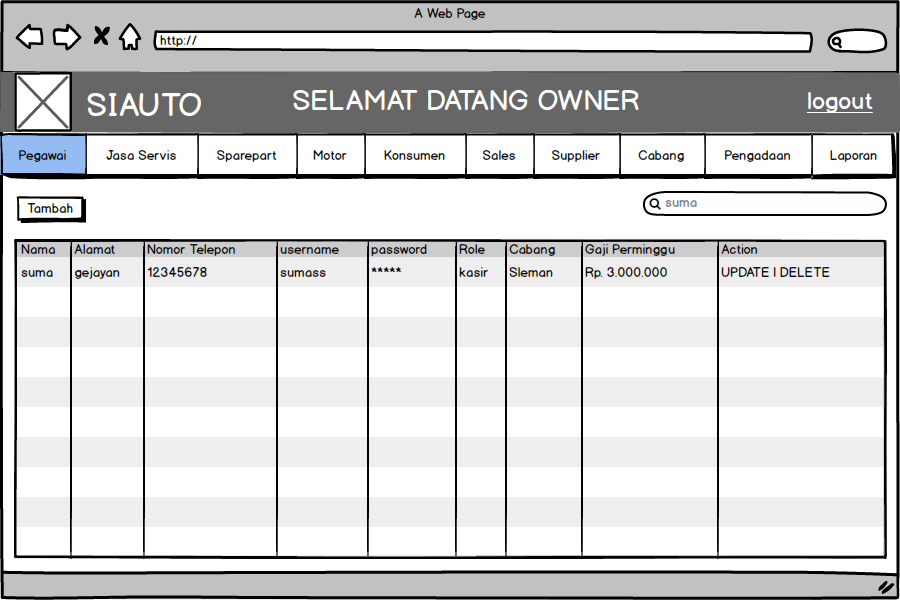 A Web Page
http://
SIAUTO SELAMAT DATANG OWNER logout
Pegawai Jasa Servis Sparepart Motor Konsumen Sales Supplier Cabang Pengadaan Laporan
Tambah suma
Nama Alamat Nomor Telepon username password Role Cabang Gaji Perminggu Action
suma gejayan 12345678 sumass ***** kasir Sleman Rp. 3.000.000 UPDATE | DELETE